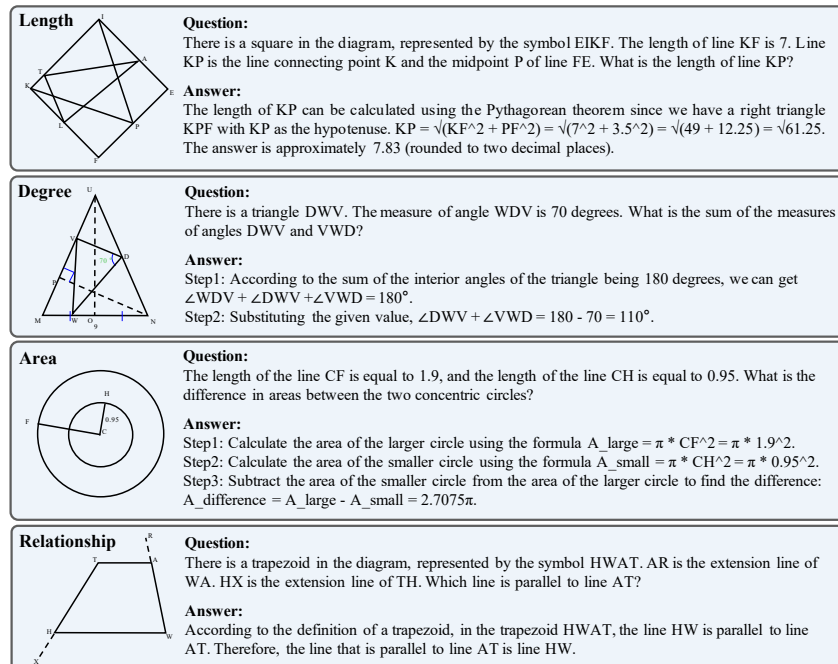 Length
I
A
T
K
E
L
P
F
Question:
There is a square in the diagram, represented by the symbol EIKF. The length of line KF is 7. Line
KP is the line connecting point K and the midpoint P of line FE. What is the length of line KP?
Answer:
The length of KP can be calculated using the Pythagorean theorem since we have a right triangle
KPF with KP as the hypotenuse. KP = √(KF^2 + PF^2) = √(7^2 + 3.5^2) = √(49 + 12.25) = √61.25.
The answer is approximately 7.83 (rounded to two decimal places).
Degree
U
V
70
D
M
W
O
N
9
Question:
There is a triangle DWV. The measure of angle WDV is 70 degrees. What is the sum of the measures
of angles DWV and VWD?
Answer:
Step1: According to the sum of the interior angles of the triangle being 180 degrees, we can get
∠WDV + ∠DWV +∠VWD = 180°.
Step2: Substituting the given value, ∠DWV + ∠VWD = 180 - 70 = 110°.
Area
H
F
0.95
C
Question:
The length of the line CF is equal to 1.9, and the length of the line CH is equal to 0.95. What is the
difference in areas between the two concentric circles?
Answer:
Step1: Calculate the area of the larger circle using the formula A_large = π * CF^2 = π * 1.9^2.
Step2: Calculate the area of the smaller circle using the formula A_small = π * CH^2 = π * 0.95^2.
Step3: Subtract the area of the smaller circle from the area of the larger circle to find the difference:
A_difference = A_large - A_small = 2.7075π.
Relationship
R
T
A
H
W
X
Question:
There is a trapezoid in the diagram, represented by the symbol HWAT. AR is the extension line of
WA. HX is the extension line of TH. Which line is parallel to line AT?
Answer:
According to the definition of a trapezoid, in the trapezoid HWAT, the line HW is parallel to line
AT. Therefore, the line that is parallel to line AT is line HW.